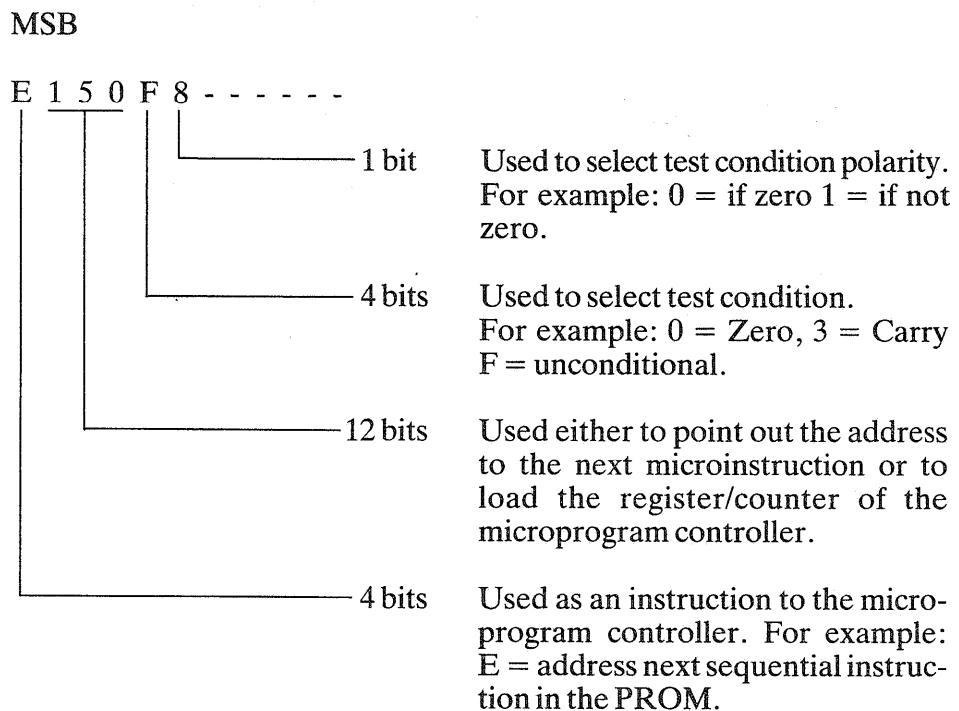 MSB
E 1 5 0 F 8 - - - - - -
1 bit Used to select test condition polarity.
For example: 0 = if zero 1 = if not
zero.
4 bits Used to select test condition.
For example: 0 = Zero, 3 = Carry
F = unconditional.
12 bits Used either to point out the address
to the next microinstruction or to
load the register/counter of the
microprogram controller.
4 bits Used as an instruction to the micro-
program controller. For example:
E = address next sequential instruc-
tion in the PROM.